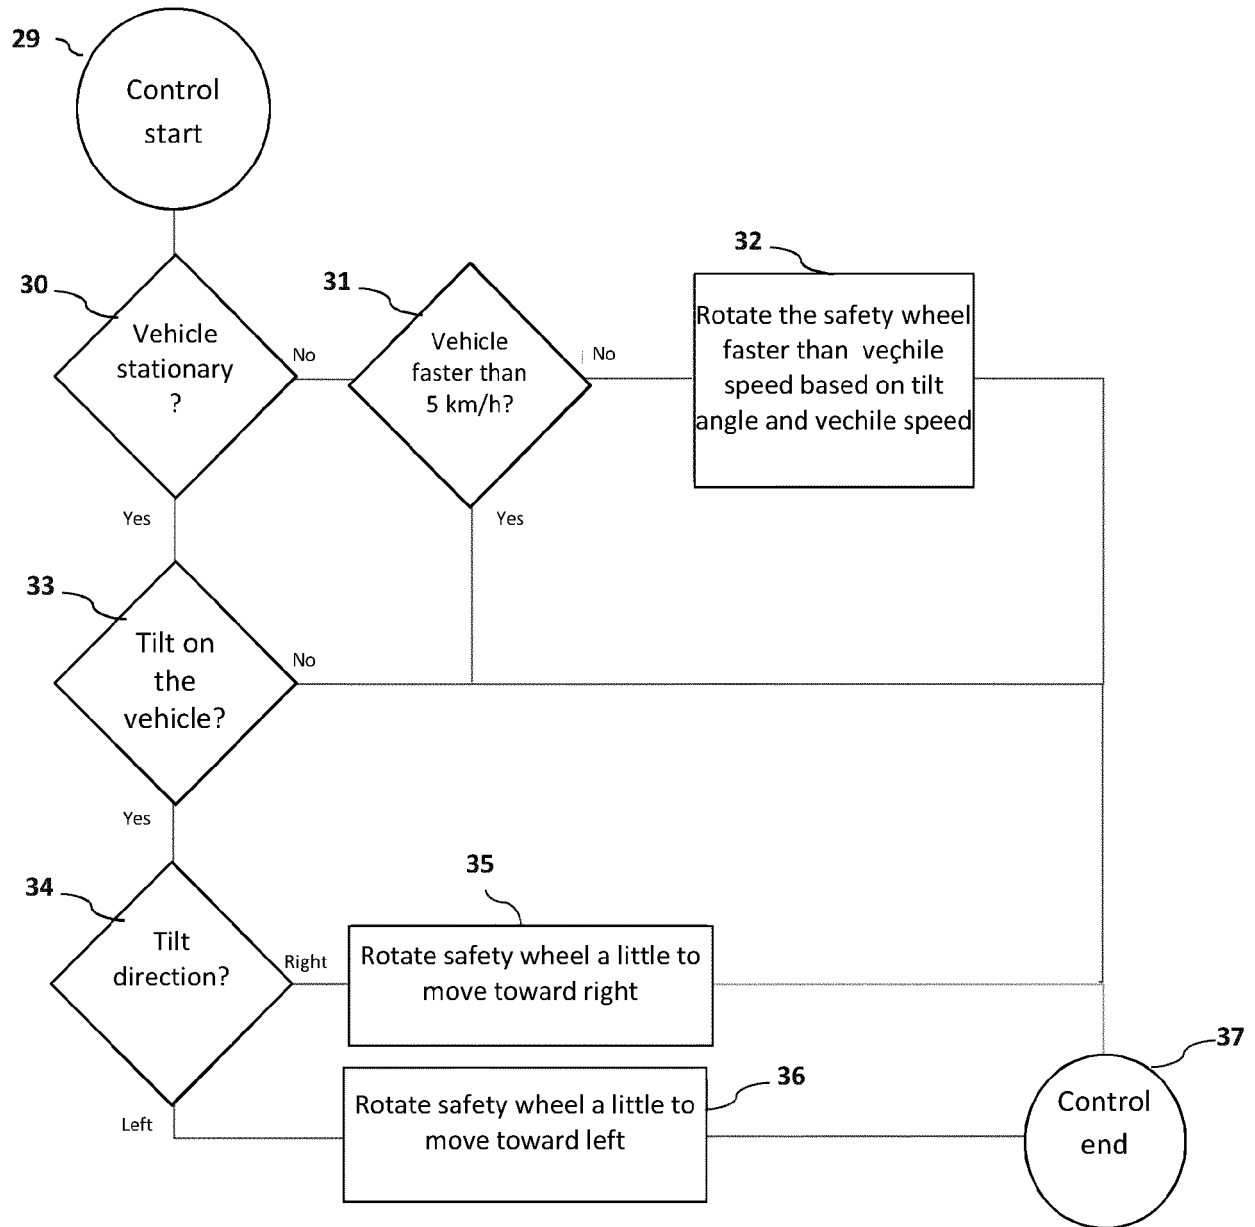 29
Control
start
30
Vehicle
stationary
?
No
Yes
31
Vehicle
faster than
5 km/h?
No
Yes
32
Rotate the safety wheel
faster than veçhile
speed based on tilt
angle and vechile speed
33
Tilt on
the
vehicle?
No
Yes
34
Tilt
direction?
Right
Left
35
Rotate safety wheel a little to
move toward right
36
Rotate safety wheel a little to
move toward left
37
Control
end